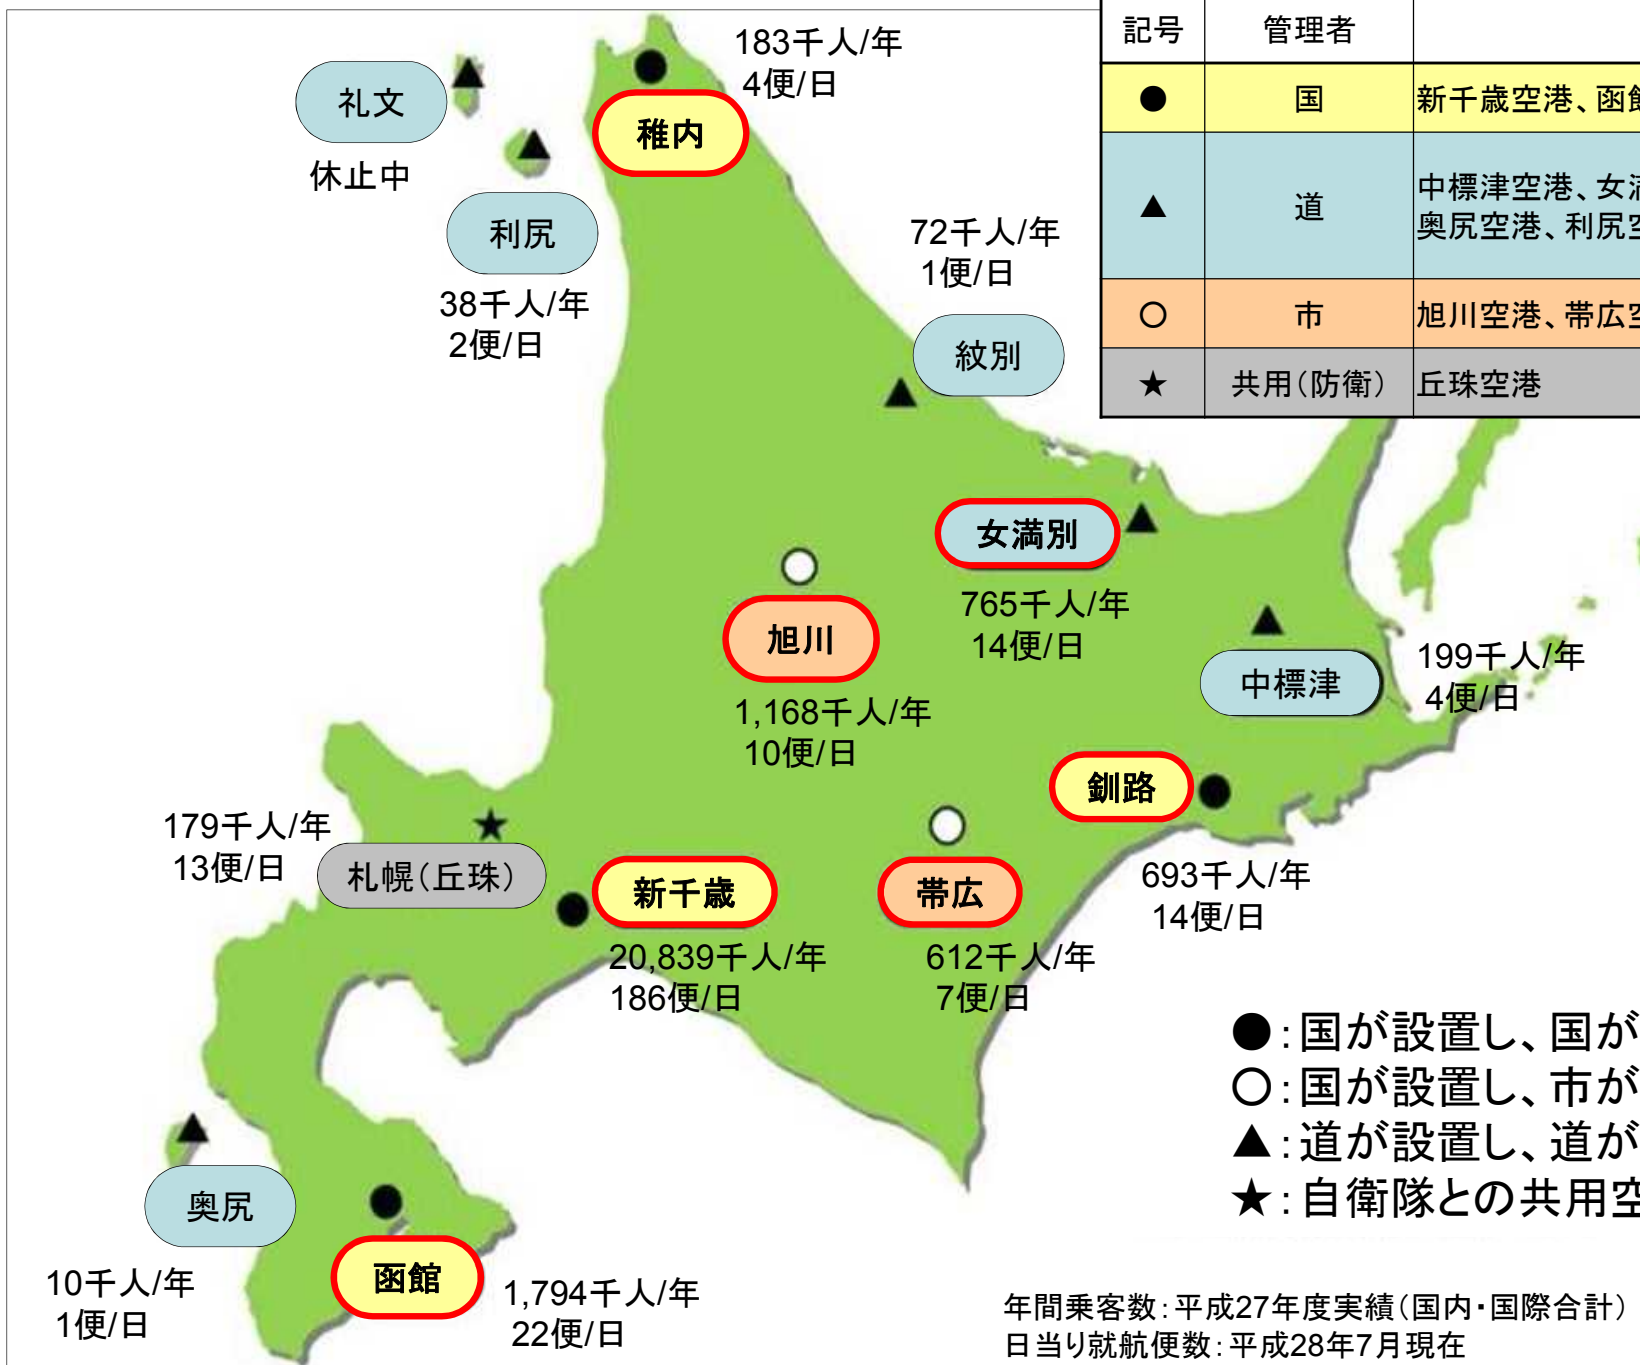 記号 管理者
● 国 新千歳空港、函館
▲ 道 中標津空港、女満
奥尻空港、利尻空
○ 市 旭川空港、帯広空
★ 共用(防衛) 丘珠空港
183千人/年
4便/日
稚内
礼文
休止中
利尻
38千人/年
2便/日
72千人/年
1便/日
紋別
女満別
765千人/年
14便/日
旭川
1,168千人/年
10便/日
中標津
199千人/年
4便/日
釧路
693千人/年
14便/日
179千人/年
13便/日
札幌(丘珠)
新千歳
20,839千人/年
186便/日
帯広
612千人/年
7便/日
奥尻
10千人/年
1便/日
函館
1,794千人/年
22便/日
●:国が設置し、国が
○:国が設置し、市が
▲:道が設置し、道が
★:自衛隊との共用空
年間乗客数:平成27年度実績(国内・国際合計)
日当り就航便数:平成28年7月現在